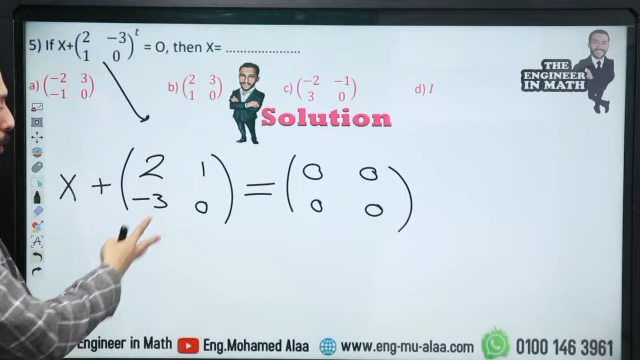 5) If X+(2 -3
1 0)^t = O, then X= ....................
a) (-2 3
-1 0)
b) (2 3
1 0)
c) (-2 -1
3 0)
d) I
THE
ENGINEER
IN MATH
Solution
X + (2 1
-3 0) = (0 0
0 0)
Engineer in Math
Eng.Mohamed Alaa
www.eng-mu-alaa.com
0100 146 3961